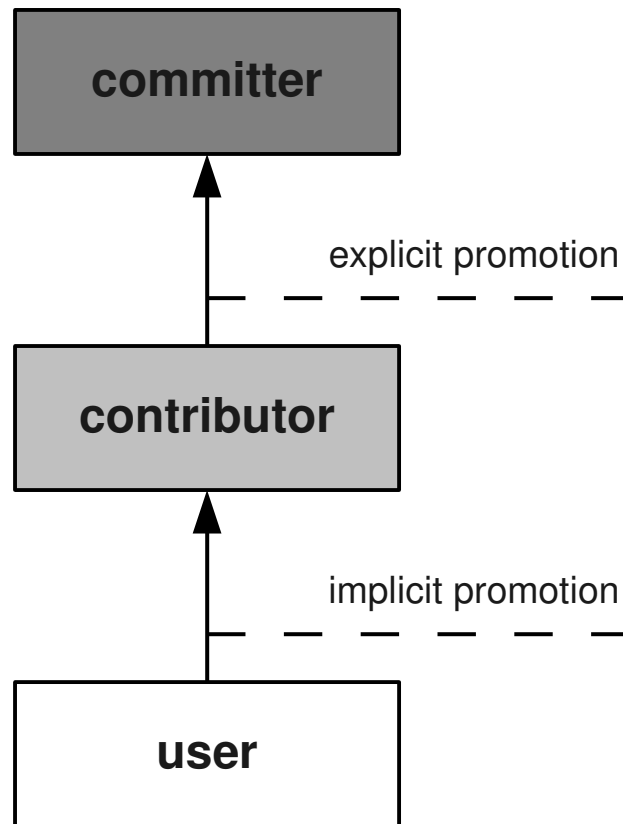 committer
explicit promotion
contributor
implicit promotion
user